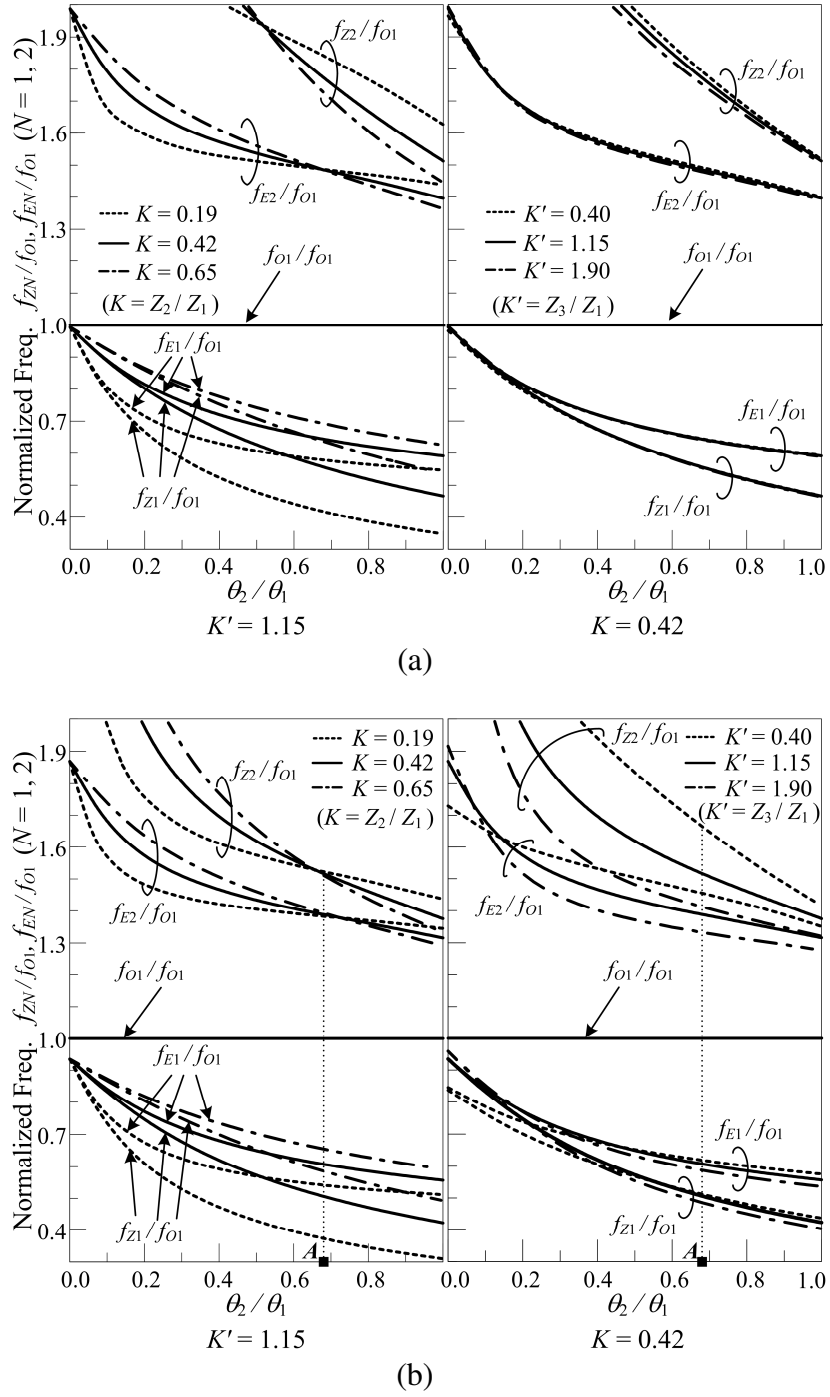 Normalized Freq. f_ZN/f_O1, f_EN/f_O1 (N = 1, 2)
1.9
1.6
1.3
1.0
0.7
0.4
f_Z2/f_O1
f_E2/f_O1
K = 0.19
K = 0.42
K = 0.65
(K = Z_2/Z_1)
f_O1/f_O1
f_E1/f_O1
f_Z1/f_O1
0.0 0.2 0.4 0.6 0.8
θ_2/θ_1
K' = 1.15
f_Z2/f_O1
f_E2/f_O1
K' = 0.40
K' = 1.15
K' = 1.90
(K' = Z_3/Z_1)
f_O1/f_O1
f_E1/f_O1
f_Z1/f_O1
0.0 0.2 0.4 0.6 0.8 1.0
θ_2/θ_1
K = 0.42
(a)
Normalized Freq. f_ZN/f_O1, f_EN/f_O1 (N = 1, 2)
1.9
1.6
1.3
1.0
0.7
0.4
K = 0.19
K = 0.42
K = 0.65
(K = Z_2/Z_1)
f_Z2/f_O1
f_E2/f_O1
f_O1/f_O1
f_E1/f_O1
f_Z1/f_O1
A
0.0 0.2 0.4 0.6 0.8
θ_2/θ_1
K' = 1.15
f_Z2/f_O1
K' = 0.40
K' = 1.15
K' = 1.90
(K' = Z_3/Z_1)
f_E2/f_O1
f_O1/f_O1
f_E1/f_O1
f_Z1/f_O1
A
0.0 0.2 0.4 0.6 0.8 1.0
θ_2/θ_1
K = 0.42
(b)